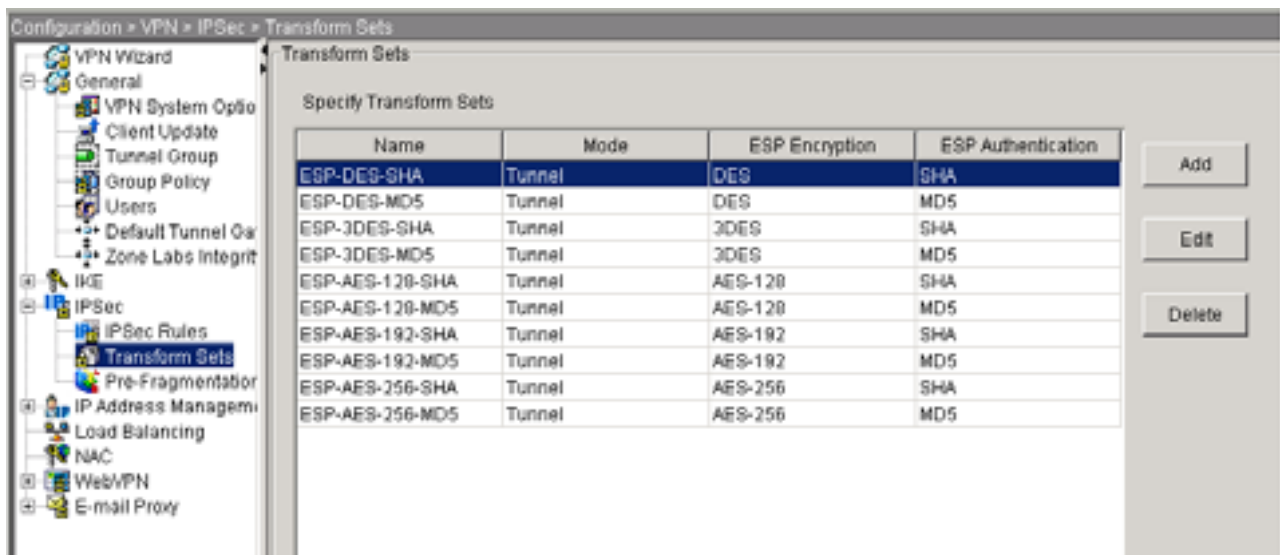 Configuration > VPN > IPSec > Transform Sets
VPN Wizard
General
VPN System Optio
Client Update
Tunnel Group
Group Policy
Users
Default Tunnel Ga
Zone Labs Integrit
IKE
IPSec
IPSec Rules
Transform Sets
Pre-Fragmentation
IP Address Managem
Load Balancing
NAC
WebVPN
E-mail Proxy
Transform Sets
Specify Transform Sets
Name Mode ESP Encryption ESP Authentication
ESP-DES-SHA Tunnel DES SHA
ESP-DES-MD5 Tunnel DES MD5
ESP-3DES-SHA Tunnel 3DES SHA
ESP-3DES-MD5 Tunnel 3DES MD5
ESP-AES-128-SHA Tunnel AES-128 SHA
ESP-AES-128-MD5 Tunnel AES-128 MD5
ESP-AES-192-SHA Tunnel AES-192 SHA
ESP-AES-192-MD5 Tunnel AES-192 MD5
ESP-AES-256-SHA Tunnel AES-256 SHA
ESP-AES-256-MD5 Tunnel AES-256 MD5
Add
Edit
Delete